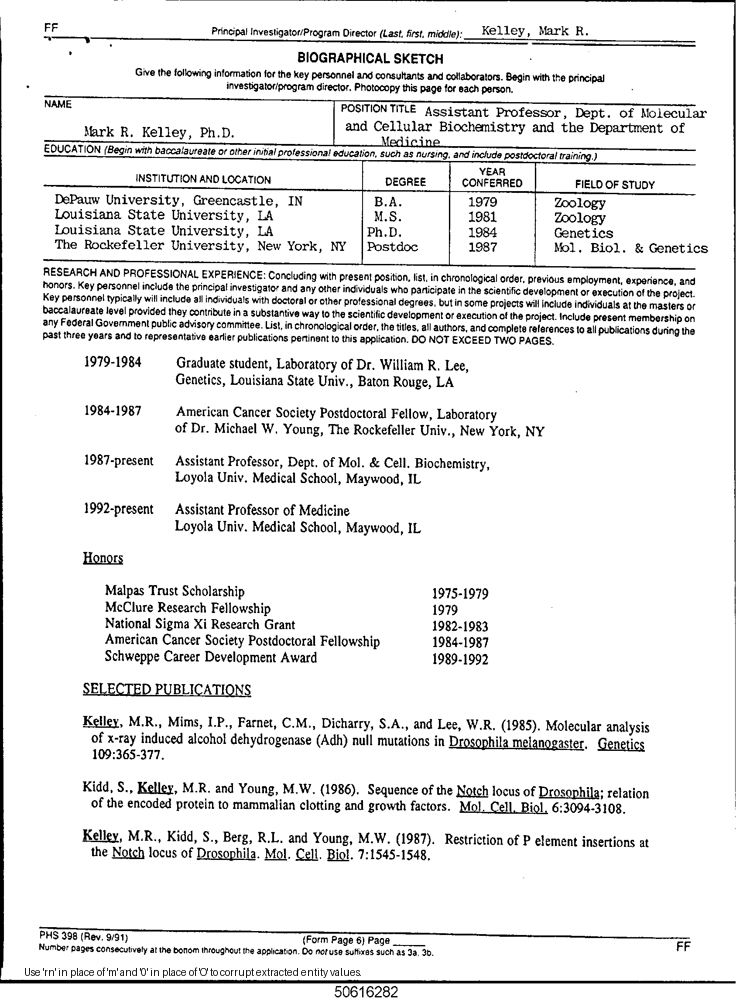 FF
Principal Investigator/Program Director (Last, first, middle): Kelley, Mark R.
BIOGRAPHICAL SKETCH
Give the following information for the key personnel and consultants and collaborators. Begin with the principal
investigator/program director. Photocopy this page for each person.
NAME
Mark R. Kelley, Ph.D.
POSITION TITLE Assistant Professor, Dept. of Molecular
and Cellular Biochemistry and the Department of
Medicine
EDUCATION (Begin with baccalaureate or other initial professional education, such as nursing, and include postdoctoral training.)
INSTITUTION AND LOCATION DEGREE YEAR CONFERRED FIELD OF STUDY
DePauw University, Greencastle, IN B.A. 1979 Zoology
Louisiana State University, LA M.S. 1981 Zoology
Louisiana State University, LA Ph.D. 1984 Genetics
The Rockefeller University, New York, NY Postdoc 1987 Mol. Biol. & Genetics
RESEARCH AND PROFESSIONAL EXPERIENCE: Concluding with present position, list, in chronological order, previous employment, experience, and
honors. Key personnel include the principal investigator and any other individuals who participate in the scientific development or execution of the project.
Key personnel typically will include all individuals with doctoral or other professional degrees, but in some projects will include individuals at the masters or
baccalaureate level provided they contribute in a substantive way to the scientific development or execution of the project. Include present membership on
any Federal Government public advisory committee. List, in chronological order, the titles, all authors, and complete references to all publications during the
past three years and to representative earlier publications pertinent to this application. DO NOT EXCEED TWO PAGES.
1979-1984 Graduate student, Laboratory of Dr. William R. Lee,
Genetics, Louisiana State Univ., Baton Rouge, LA
1984-1987 American Cancer Society Postdoctoral Fellow, Laboratory
of Dr. Michael W. Young, The Rockefeller Univ., New York, NY
1987-present Assistant Professor, Dept. of Mol. & Cell. Biochemistry,
Loyola Univ. Medical School, Maywood, IL
1992-present Assistant Professor of Medicine
Loyola Univ. Medical School, Maywood, IL
Honors
Malpas Trust Scholarship 1975-1979
McClure Research Fellowship 1979
National Sigma Xi Research Grant 1982-1983
American Cancer Society Postdoctoral Fellowship 1984-1987
Schweppe Career Development Award 1989-1992
SELECTED PUBLICATIONS
Kelley, M.R., Mims, I.P., Farnet, C.M., Dicharry, S.A., and Lee, W.R. (1985). Molecular analysis
of x-ray induced alcohol dehydrogenase (Adh) null mutations in Drosophila melanogaster. Genetics
109:365-377.
Kidd, S., Kelley, M.R. and Young, M.W. (1986). Sequence of the Notch locus of Drosophila; relation
of the encoded protein to mammalian clotting and growth factors. Mol. Cell. Biol. 6:3094-3108.
Kelley, M.R., Kidd, S., Berg, R.L. and Young, M.W. (1987). Restriction of P element insertions at
the Notch locus of Drosophila. Mol. Cell. Biol. 7:1545-1548.
PHS 398 (Rev. 9/91) (Form Page 6) Page
Number pages consecutively at the bottom throughout the application. Do not use suffixes such as 3a, 3b.
FF
Use 'rn' in place of 'm' and '0' in place of 'O' to corrupt extracted entity values.
50616282